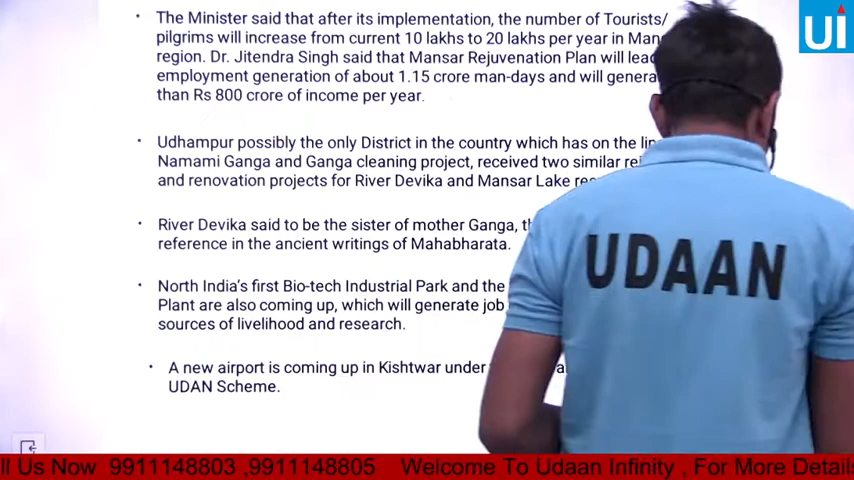 The Minister said that after its implementation, the number of Tourists/
pilgrims will increase from current 10 lakhs to 20 lakhs per year in
region. Dr. Jitendra Singh said that Mansar Rejuvenation Plan will
employment generation of about 1.15 crore man-days and will
than Rs 800 crore of income per year.
Udhampur possibly the only District in the country which has on the
Namami Ganga and Ganga cleaning project, received two similar
and renovation projects for River Devika and Mansar Lake
River Devika said to be the sister of mother Ganga,
reference in the ancient writings of Mahabharata.
North India's first Bio-tech Industrial Park and the
Plant are also coming up, which will generate job
sources of livelihood and research.
A new airport is coming up in Kishtwar under
UDAN Scheme.
UI
UDAAN
ll Us Now 9911148803 ,9911148805 Welcome To Udaan Infinity , For More Details